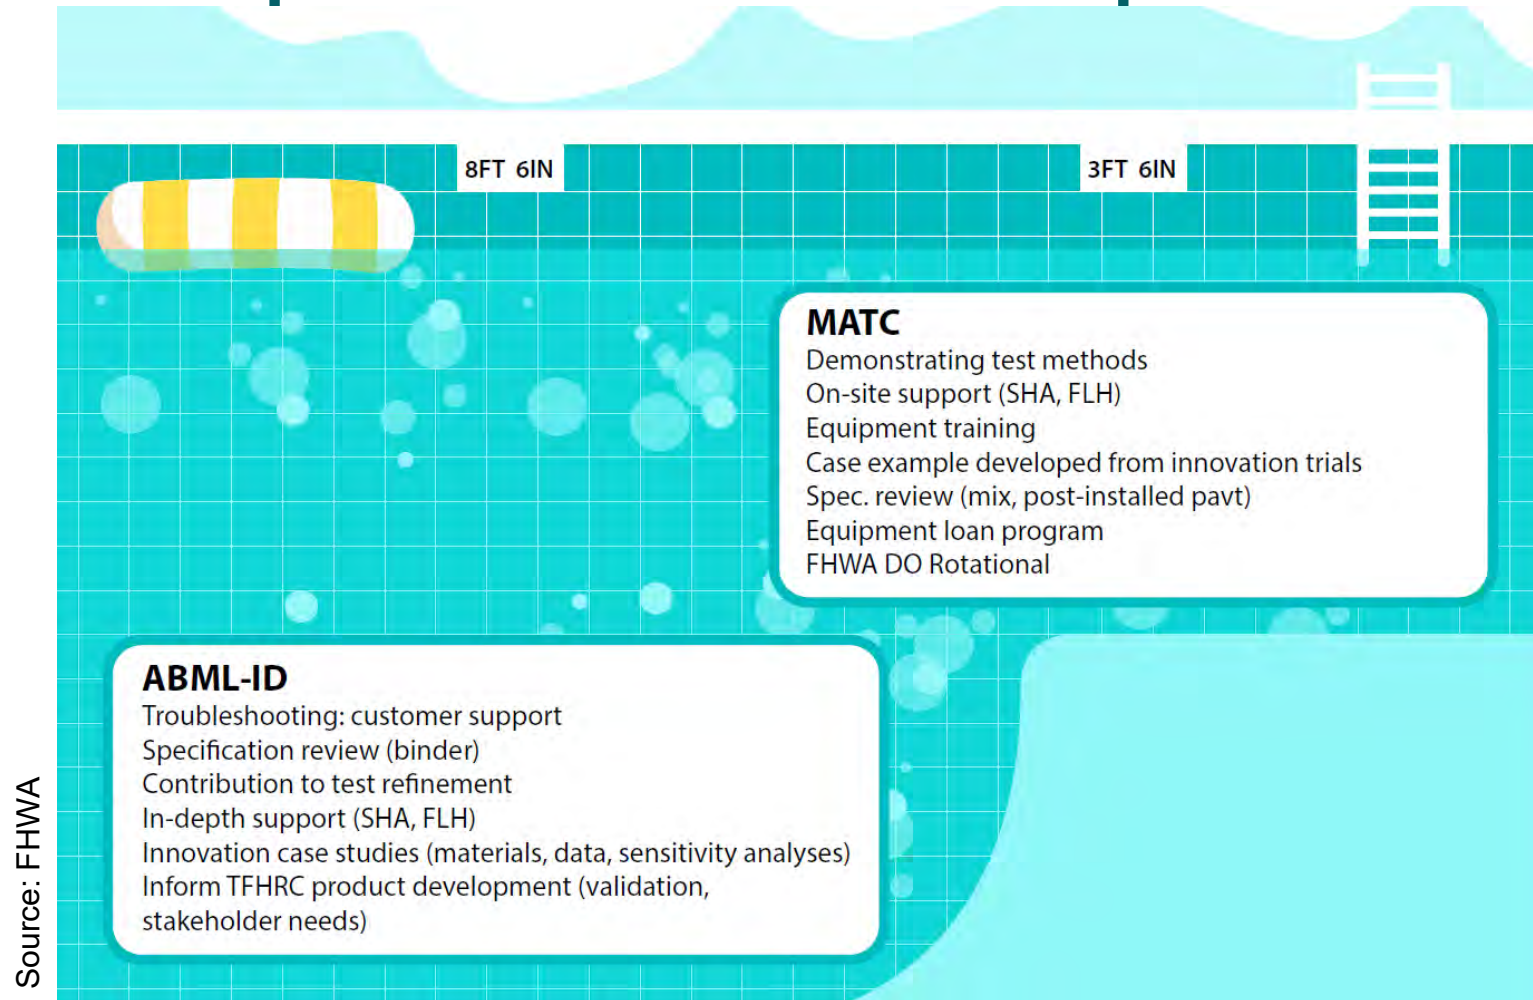 8FT 6IN
3FT 6IN
MATC
Demonstrating test methods
On-site support (SHA, FLH)
Equipment training
Case example developed from innovation trials
Spec. review (mix, post-installed pavt)
Equipment loan program
FHWA DO Rotational
ABML-ID
Troubleshooting: customer support
Specification review (binder)
Contribution to test refinement
In-depth support (SHA, FLH)
Innovation case studies (materials, data, sensitivity analyses)
Inform TFHRC product development (validation,
stakeholder needs)
Source: FHWA